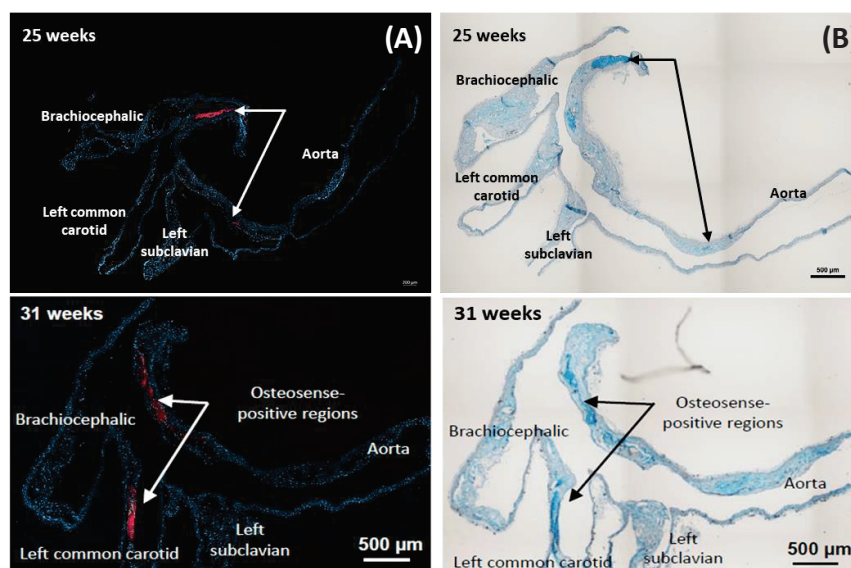 25 weeks
(A)
Brachiocephalic
Aorta
Left common
carotid
Left
subclavian
200 µm
25 weeks
(B)
Brachiocephalic
Left common
carotid
Aorta
Left
subclavian
500 µm
31 weeks
Osteosense-
positive regions
Brachiocephalic
Aorta
Left
subclavian
Left common carotid
500 µm
31 weeks
Osteosense-
positive regions
Brachiocephalic
Aorta
Left
subclavian
Left common carotid
500 µm